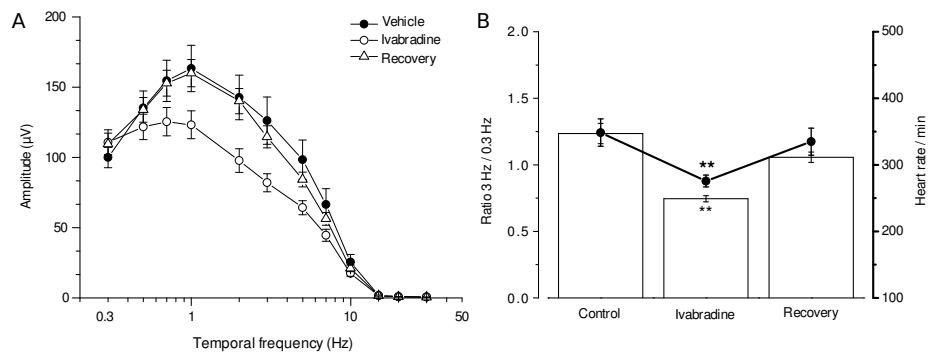 A
200
150
100
50
0
Amplitude (µV)
0.3
1
10
50
Temporal frequency (Hz)
Vehicle
Ivabradine
Recovery
B
2.0
1.5
1.0
0.5
0.0
Ratio 3 Hz / 0.3 Hz
**
**
Control
Ivabradine
Recovery
500
400
300
200
100
Heart rate / min